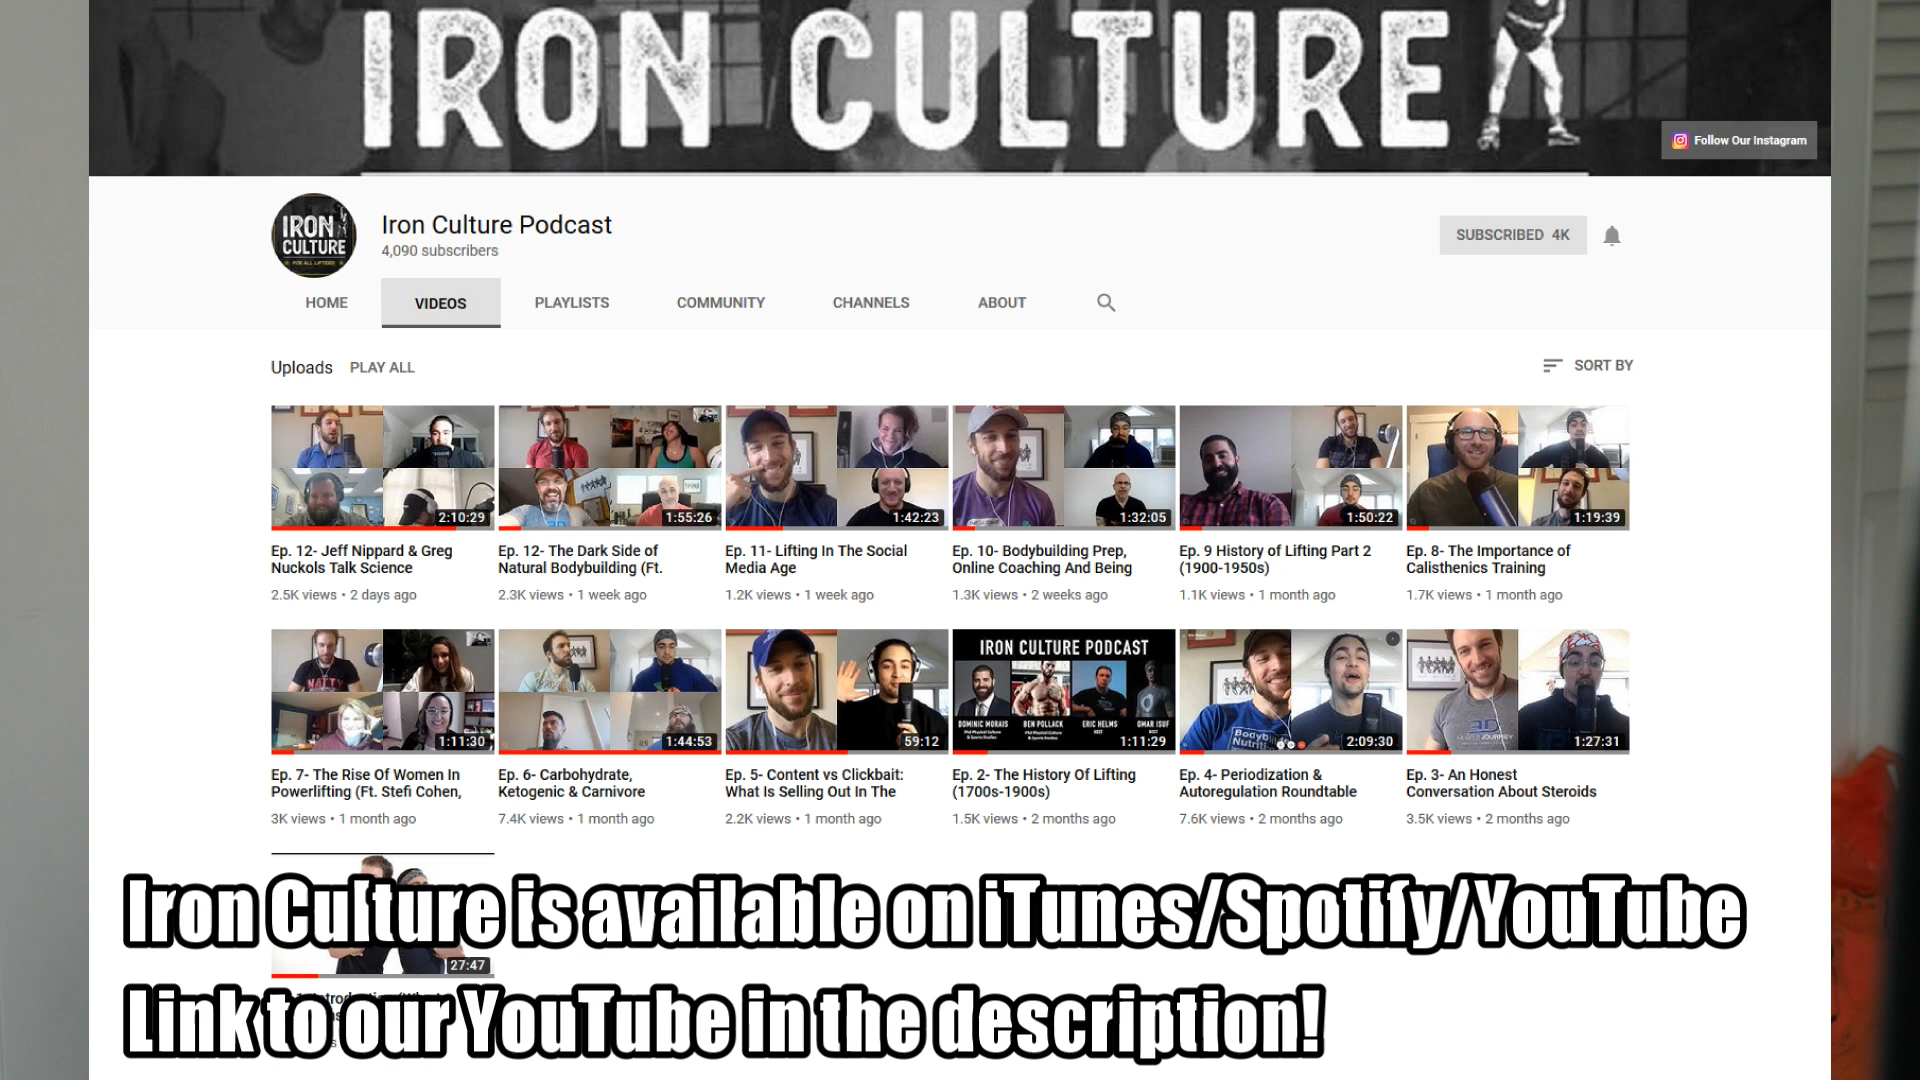 IRON CULTURE
Follow Our Instagram
IRON
CULTURE
FOR ALL LIFTERS
Iron Culture Podcast
4,090 subscribers
SUBSCRIBED 4K
HOME VIDEOS PLAYLISTS COMMUNITY CHANNELS ABOUT
Uploads PLAY ALL
SORT BY
2:10:29 1:55:26 1:42:23 1:32:05 1:50:22 1:19:39
Ep. 12- Jeff Nippard & Greg
Nuckols Talk Science
2.5K views • 2 days ago
Ep. 12- The Dark Side of
Natural Bodybuilding (Ft.
2.3K views • 1 week ago
Ep. 11- Lifting In The Social
Media Age
1.2K views • 1 week ago
Ep. 10- Bodybuilding Prep,
Online Coaching And Being
1.3K views • 2 weeks ago
Ep. 9 History of Lifting Part 2
(1900-1950s)
1.1K views • 1 month ago
Ep. 8- The Importance of
Calisthenics Training
1.7K views • 1 month ago
NATTY
1:11:30
1:44:53
59:12
IRON CULTURE PODCAST
DOMINIC MORAIS BEN POLLACK ERIC HELMS OMAR ISUF
1:11:29
2:09:30
1:27:31
Ep. 7- The Rise Of Women In
Powerlifting (Ft. Stefi Cohen,
3K views • 1 month ago
Ep. 6- Carbohydrate,
Ketogenic & Carnivore
7.4K views • 1 month ago
Ep. 5- Content vs Clickbait:
What Is Selling Out In The
2.2K views • 1 month ago
Ep. 2- The History Of Lifting
(1700s-1900s)
1.5K views • 2 months ago
Ep. 4- Periodization &
Autoregulation Roundtable
7.6K views • 2 months ago
Ep. 3- An Honest
Conversation About Steroids
3.5K views • 2 months ago
Iron Culture is available on iTunes/Spotify/YouTube
27:47
Link to our YouTube in the description!